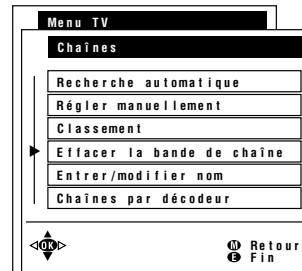 Menu TV
Chaînes
Recherche automatique
Régler manuellement
Classement
Effacer la bande de chaîne
Entrer/modifier nom
Chaînes par décodeur
OK
M Retour
E Fin